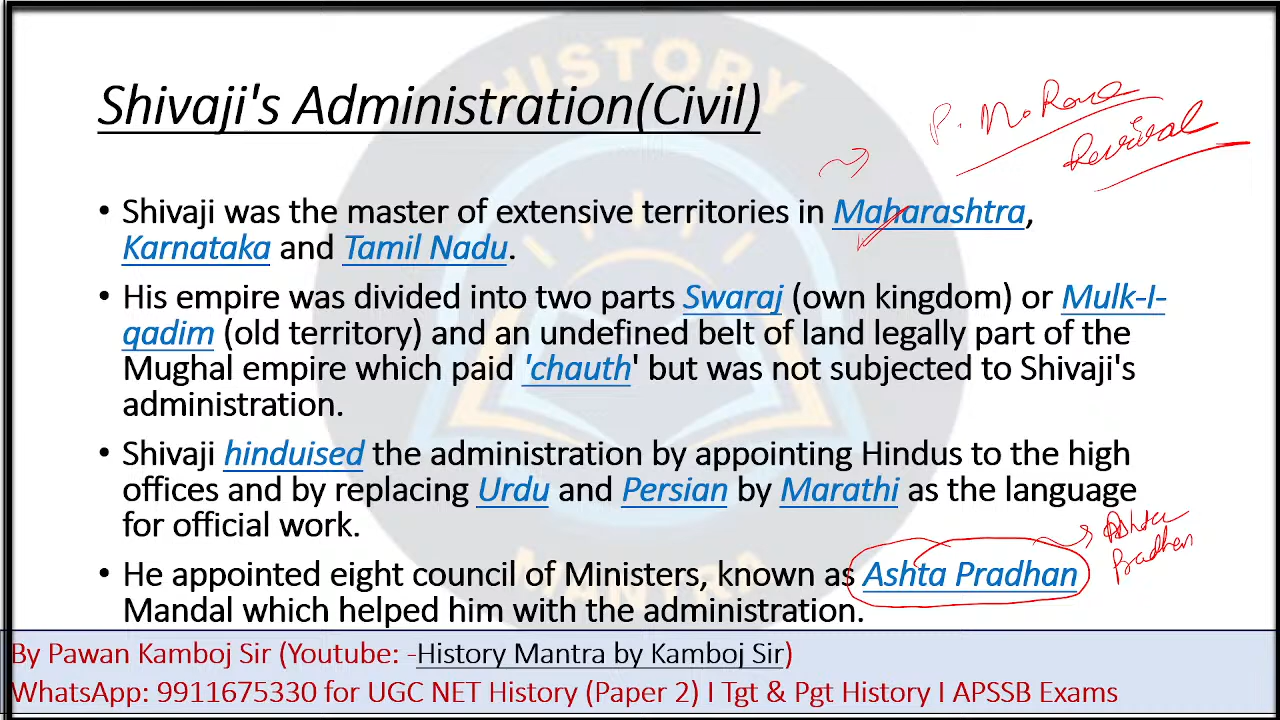 HISTORY
Shivaji's Administration(Civil)
Revival
• Shivaji was the master of extensive territories in Maharashtra,
Karnataka and Tamil Nadu.
• His empire was divided into two parts Swaraj (own kingdom) or Mulk-I-
qadim (old territory) and an undefined belt of land legally part of the
Mughal empire which paid 'chauth' but was not subjected to Shivaji's
administration.
• Shivaji hinduised the administration by appointing Hindus to the high
offices and by replacing Urdu and Persian by Marathi as the language
for official work.
Ashta
Pradhan
• He appointed eight council of Ministers, known as Ashta Pradhan
Mandal which helped him with the administration.
MANTRA
By Pawan Kamboj Sir (Youtube: -History Mantra by Kamboj Sir)
WhatsApp: 9911675330 for UGC NET History (Paper 2) I Tgt & Pgt History I APSSB Exams